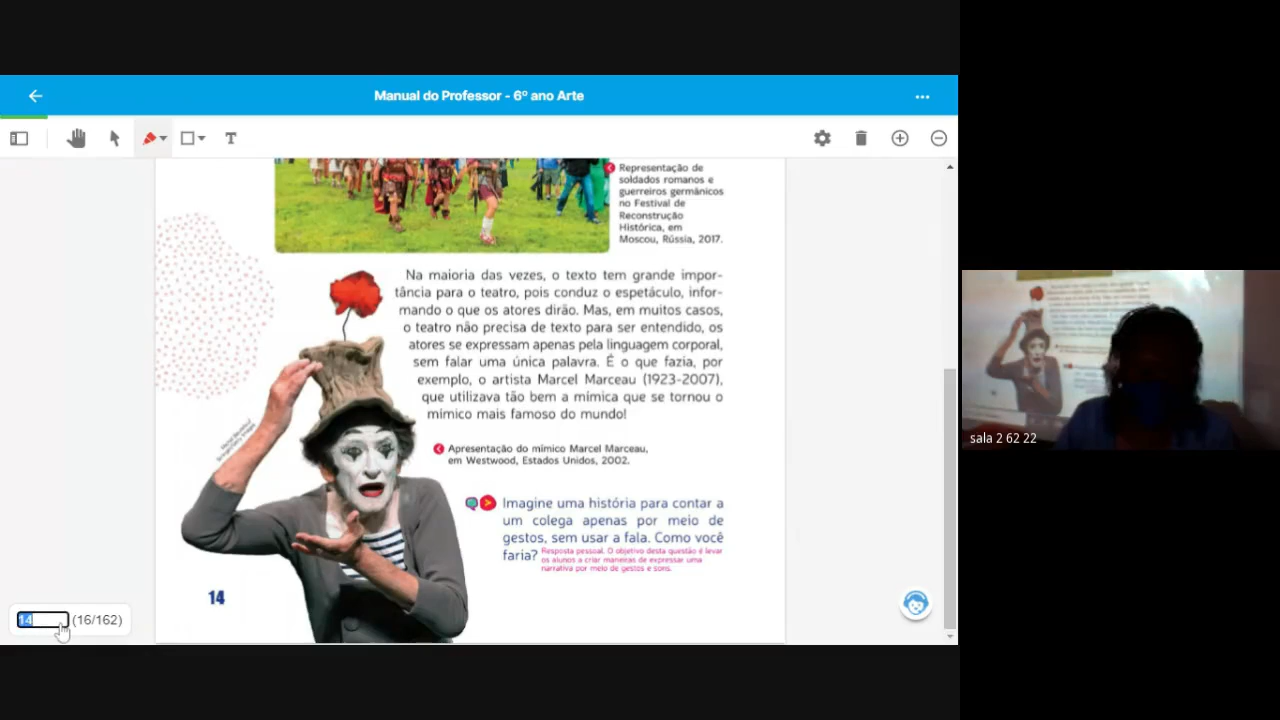 Manual do Professor - 6º ano Arte
T
Representação de
soldados romanos e
guerreiros germânicos
no Festival de
Reconstrução
Histórica, em
Moscou, Rússia, 2017.
Na maioria das vezes, o texto tem grande impor-
tância para o teatro, pois conduz o espetáculo, infor-
mando o que os atores dirão. Mas, em muitos casos,
o teatro não precisa de texto para ser entendido, os
atores se expressam apenas pela linguagem corporal,
sem falar uma única palavra. É o que fazia, por
exemplo, o artista Marcel Marceau (1923-2007),
que utilizava tão bem a mímica que se tornou o
mímico mais famoso do mundo!
Apresentação do mímico Marcel Marceau,
em Westwood, Estados Unidos, 2002.
Imagine uma história para contar a
um colega apenas por meio de
gestos, sem usar a fala. Como você
faria? Resposta pessoal. O objetivo desta questão é levar
os alunos a criar maneiras de expressar uma
narrativa por meio de gestos e sons.
14
14 (16/162)
sala 2 62 22